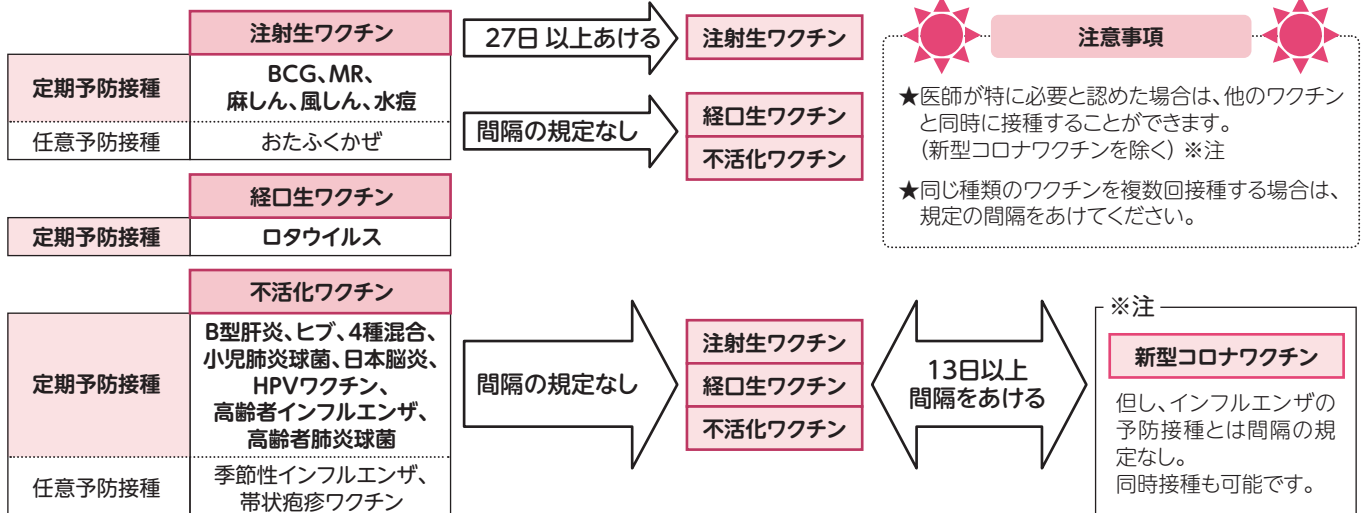 注射生ワクチン
定期予防接種
BCG、MR、
麻しん、風しん、水痘
任意予防接種
おたふくかぜ
27日以上あける
注射生ワクチン
間隔の規定なし
経口生ワクチン
不活化ワクチン
経口生ワクチン
定期予防接種
ロタウイルス
注意事項
★医師が特に必要と認めた場合は、他のワクチン
と同時に接種することができます。
(新型コロナワクチンを除く) ※注
★同じ種類のワクチンを複数回接種する場合は、
規定の間隔をあけてください。
不活化ワクチン
定期予防接種
B型肝炎、ヒブ、4種混合、
小児肺炎球菌、日本脳炎、
HPVワクチン、
高齢者インフルエンザ、
高齢者肺炎球菌
任意予防接種
季節性インフルエンザ、
帯状疱疹ワクチン
間隔の規定なし
注射生ワクチン
経口生ワクチン
不活化ワクチン
13日以上
間隔をあける
※注
新型コロナワクチン
但し、インフルエンザの
予防接種とは間隔の規
定なし。
同時接種も可能です。